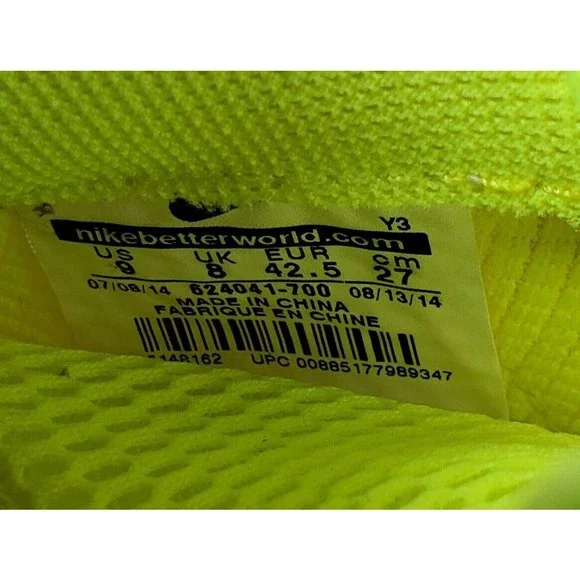 Y3
nikebetterworld.com
US UK EUR cm
9 8 42.5 27
07/08/14 624041-700 08/13/14
MADE IN CHINA
FABRIQUE EN CHINE
148162 UPC 00885177989347